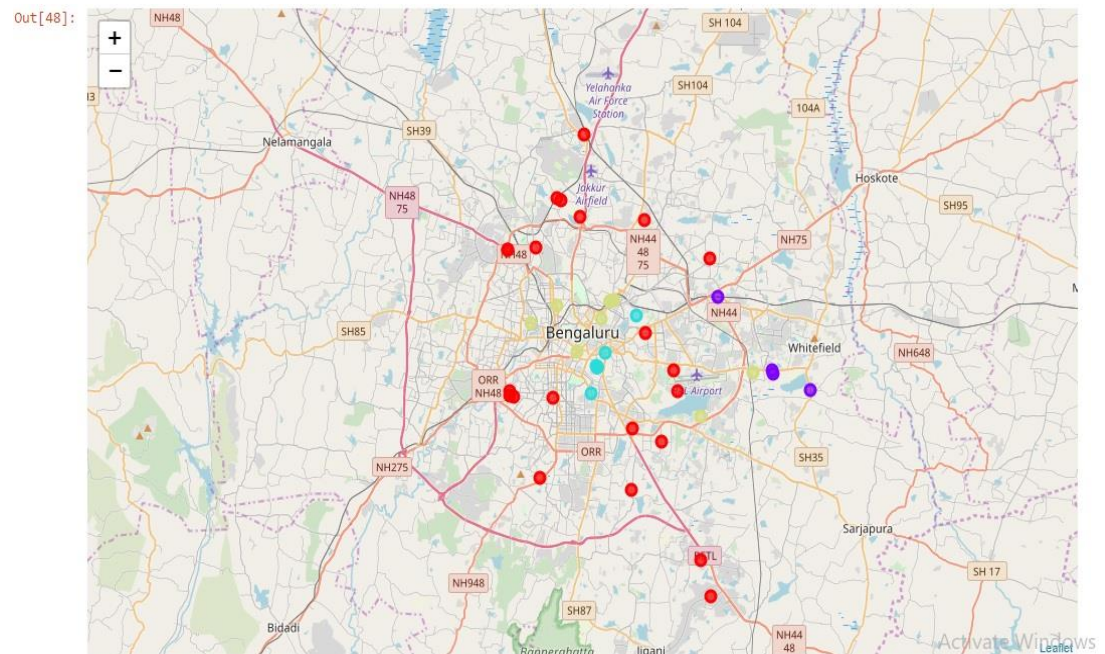 Out[48]:
NH48
SH 104
+
−
Yelahanka
Air Force
Station
SH104
104A
SH39
Nelamangala
Jakkur
Airfield
Hoskote
NH48
75
SH95
NH44
48
75
NH75
NH48
NH44
SH85
Bengaluru
Whitefield
NH648
ORR
NH48
Airport
ORR
SH35
NH275
Sarjapura
NH948
SH 17
SH87
Bidadi
NH44
48
Bannerghatta
Jigani
Activate Windows
Leaflet